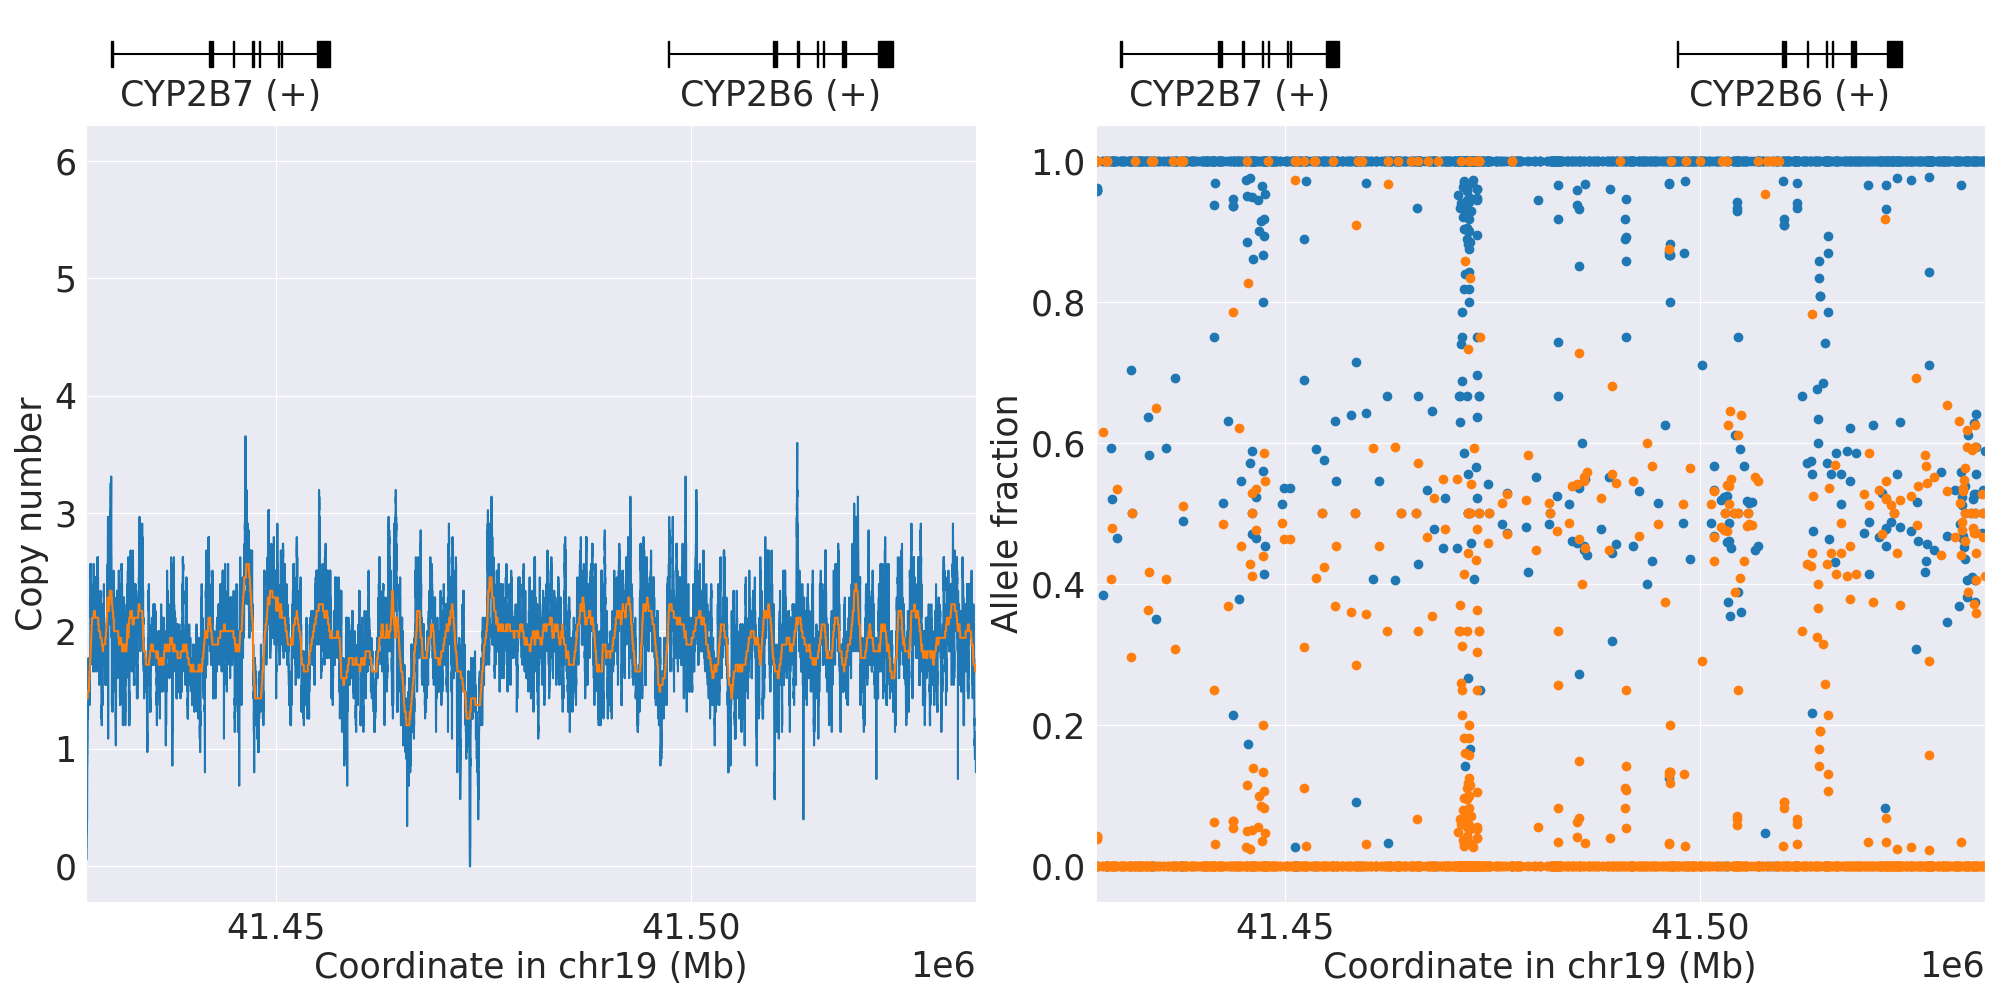 CYP2B7 (+)
CYP2B6 (+)
CYP2B7 (+)
CYP2B6 (+)
Copy number
6
5
4
3
2
1
0
41.45
41.50
Coordinate in chr19 (Mb)
1e6
Allele fraction
1.0
0.8
0.6
0.4
0.2
0.0
41.45
41.50
Coordinate in chr19 (Mb)
1e6